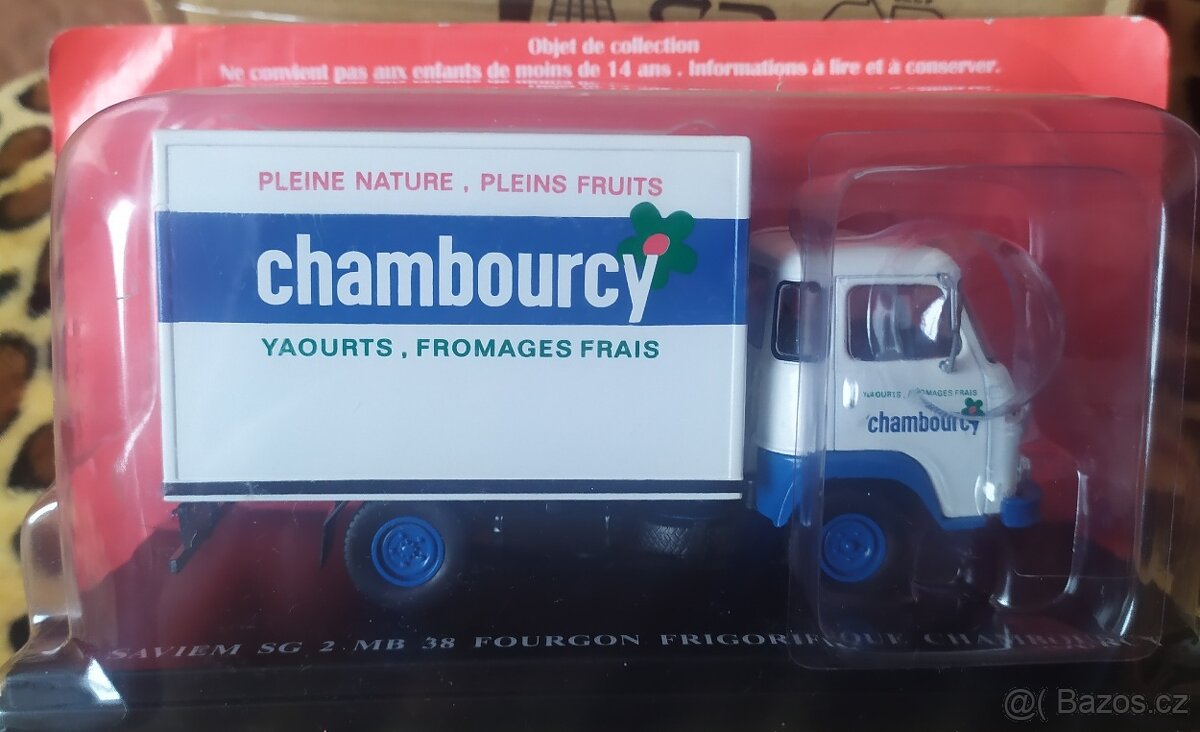 Objet de collection
Ne convient pas aux enfants de moins de 14 ans . Informations à lire et à conserver.
PLEINE NATURE , PLEINS FRUITS
chambourcy
YAOURTS , FROMAGES FRAIS
YAOURTS , FROMAGES FRAIS
chambourcy
SAVIEM SG 2 MB 38 FOURGON FRIGORIFIQUE CHAMBOURCY
@( Bazos.cz